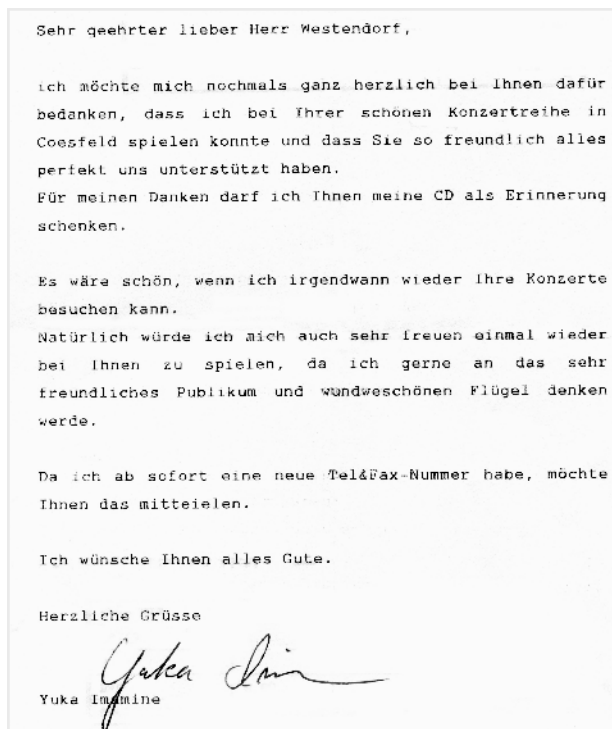 Sehr geehrter lieber Herr Westendorf,
ich möchte mich nochmals ganz herzlich bei Ihnen dafür
bedanken, dass ich bei Ihrer schönen Konzertreihe in
Coesfeld spielen konnte und dass Sie so freundlich alles
perfekt uns unterstützt haben.
Für meinen Danken darf ich Ihnen meine CD als Erinnerung
schenken.
Es wäre schön, wenn ich irgendwann wieder Ihre Konzerte
besuchen kann.
Natürlich würde ich mich auch sehr freuen einmal wieder
bei Ihnen zu spielen, da ich gerne an das sehr
freundliches Publikum und wundweschönen Flügel denken
werde.
Da ich ab sofort eine neue Tel&Fax-Nummer habe, möchte
Ihnen das mitteielen.
Ich wünsche Ihnen alles Gute.
Herzliche Grüsse
Yuka Im
Yuka Imamine